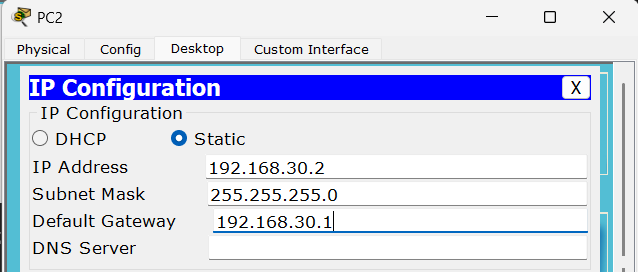 PC2
Physical Config Desktop Custom Interface
IP Configuration X
IP Configuration
DHCP Static
IP Address 192.168.30.2
Subnet Mask 255.255.255.0
Default Gateway 192.168.30.1
DNS Server